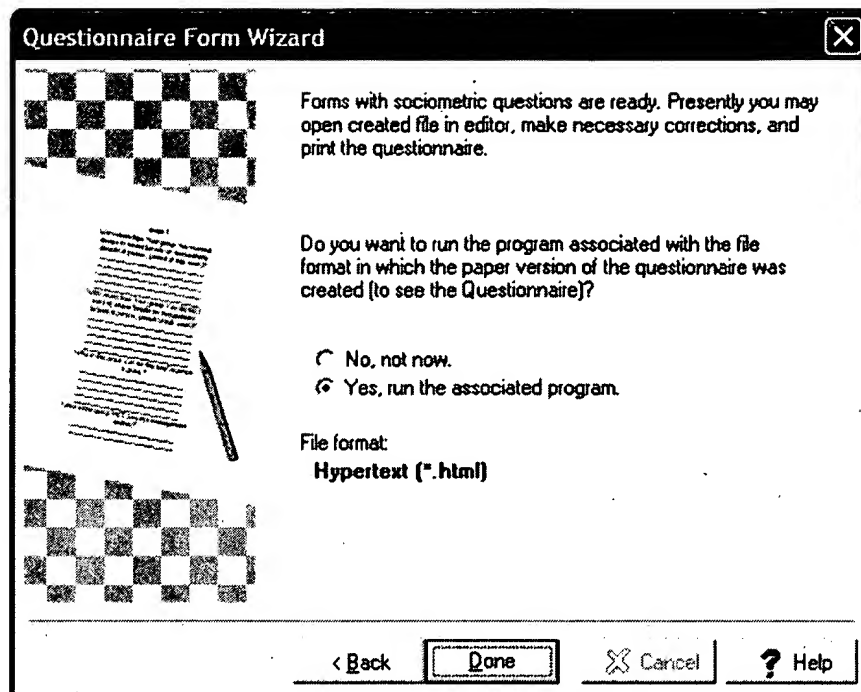 Questionnaire Form Wizard
Forms with sociometric questions are ready. Presently you may
open created file in editor, make necessary corrections, and
print the questionnaire.
Do you want to run the program associated with the file
format in which the paper version of the questionnaire was
created (to see the Questionnaire)?
No, not now.
Yes, run the associated program.
File format:
Hypertext (*.html)
< Back Done Cancel ? Help